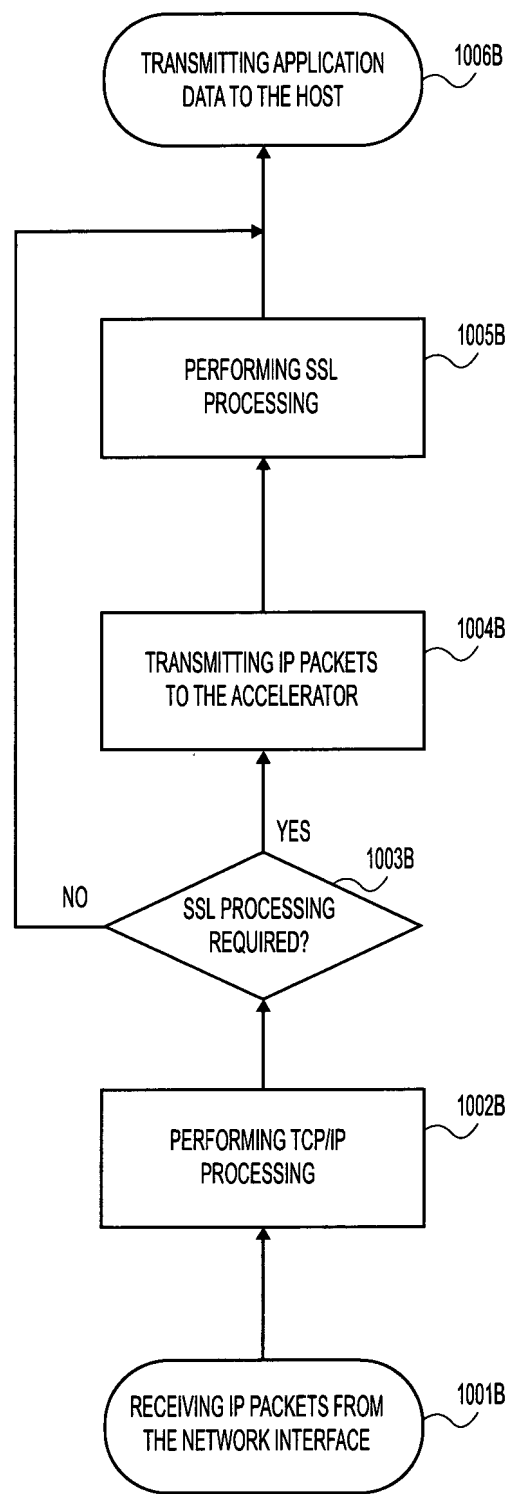 TRANSMITTING APPLICATION
DATA TO THE HOST
1006B
PERFORMING SSL
PROCESSING
1005B
TRANSMITTING IP PACKETS
TO THE ACCELERATOR
1004B
YES
1003B
NO
SSL PROCESSING
REQUIRED?
1002B
PERFORMING TCP/IP
PROCESSING
1001B
RECEIVING IP PACKETS FROM
THE NETWORK INTERFACE